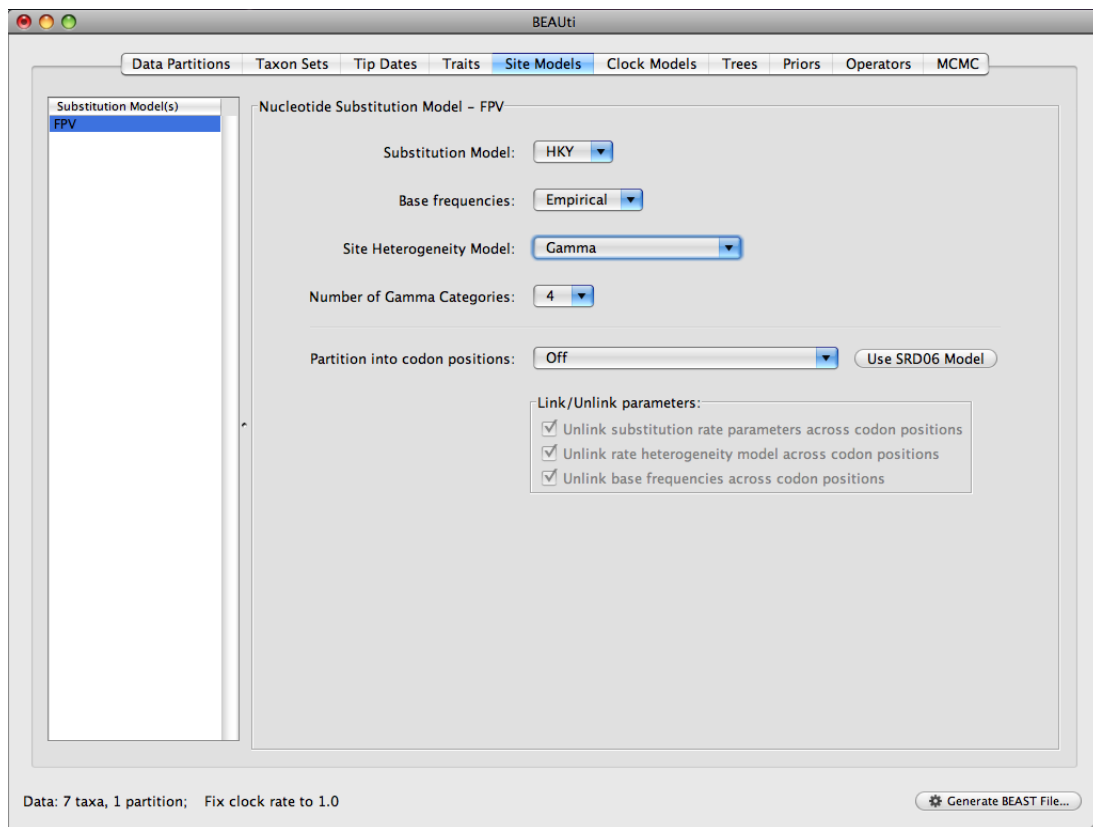 BEAUti
Data Partitions Taxon Sets Tip Dates Traits Site Models Clock Models Trees Priors Operators MCMC
Substitution Model(s)
FPV
Nucleotide Substitution Model – FPV
Substitution Model: HKY
Base frequencies: Empirical
Site Heterogeneity Model: Gamma
Number of Gamma Categories: 4
Partition into codon positions: Off Use SRD06 Model
Link/Unlink parameters:
Unlink substitution rate parameters across codon positions
Unlink rate heterogeneity model across codon positions
Unlink base frequencies across codon positions
Data: 7 taxa, 1 partition; Fix clock rate to 1.0 Generate BEAST File...